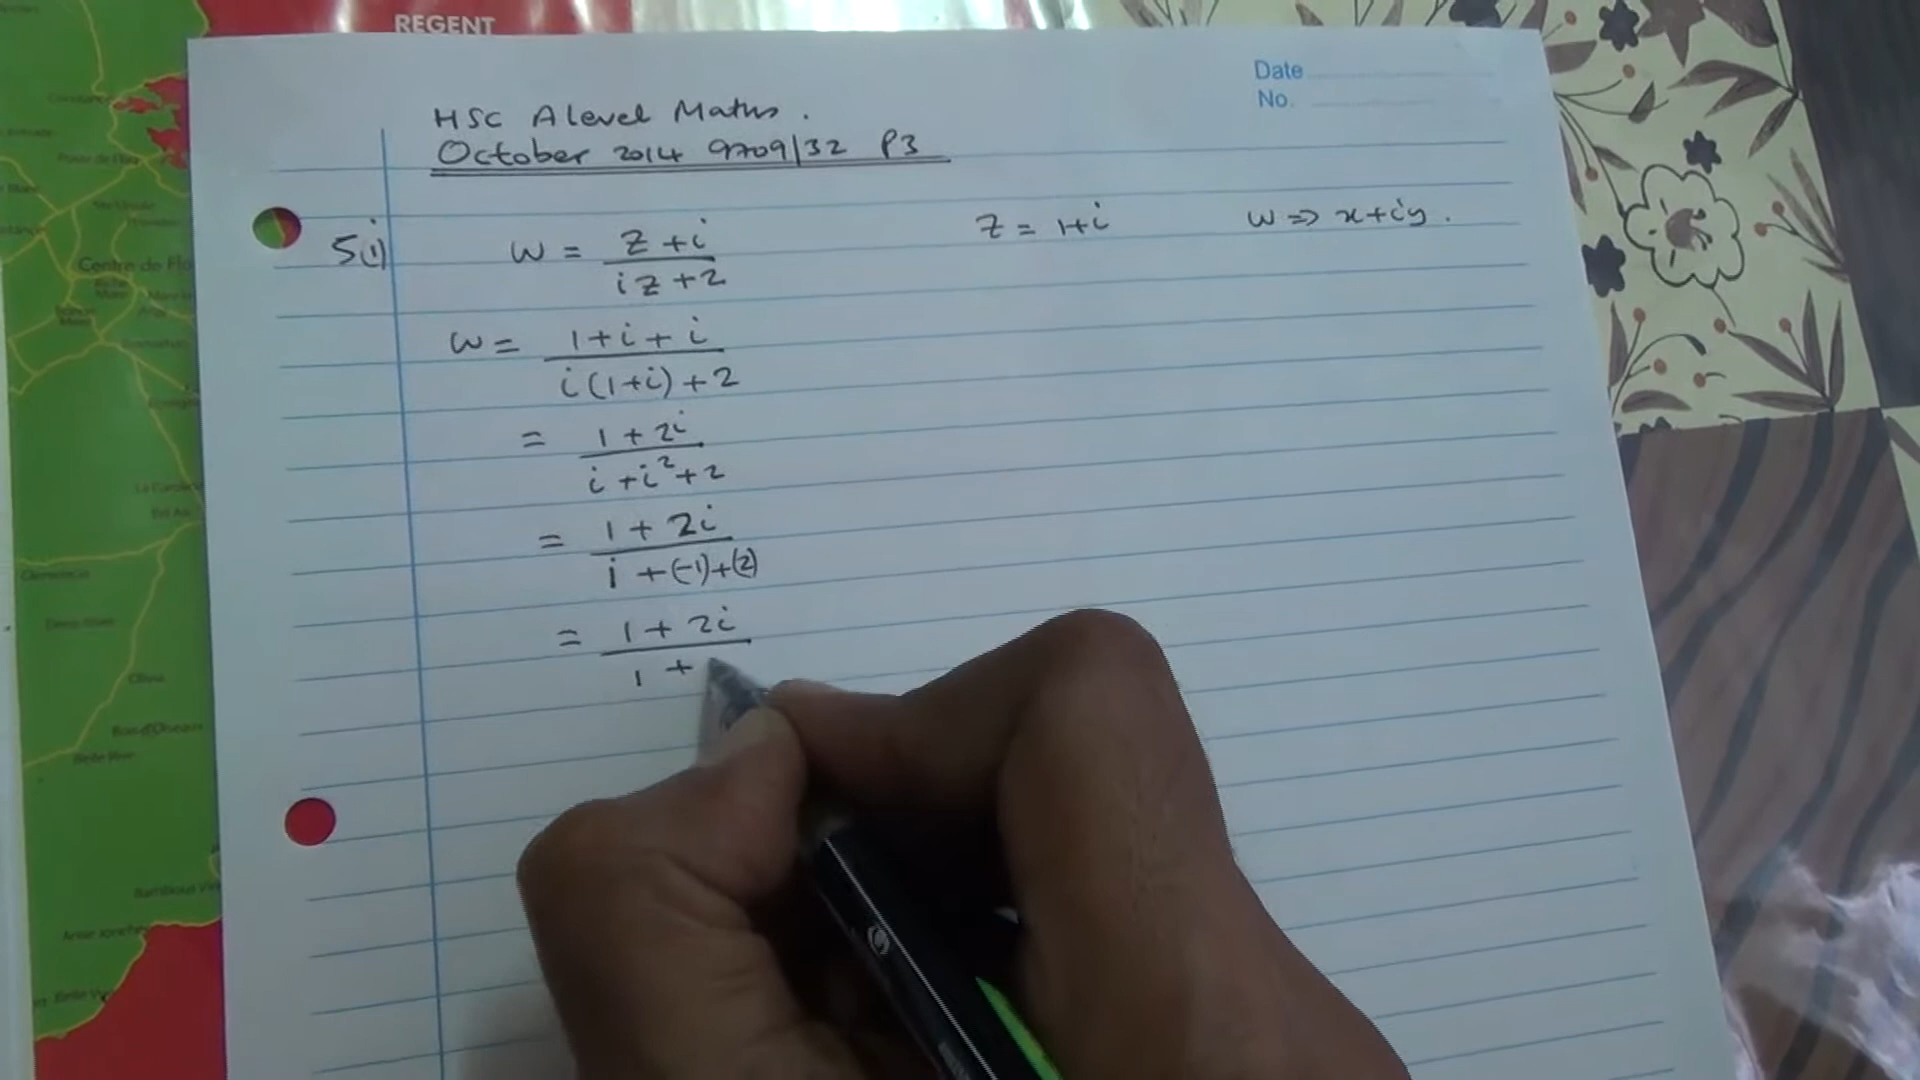 REGENT
Date
No.
HSC A level Maths.
October 2014 9709/32 P3
5(i) w = z + i / iz + 2
z = 1+i
w => x+iy.
w = 1 + i + i / i(1+i) + 2
= 1 + 2i / i + i² + 2
= 1 + 2i / i + (-1) + (2)
= 1 + 2i / 1 +